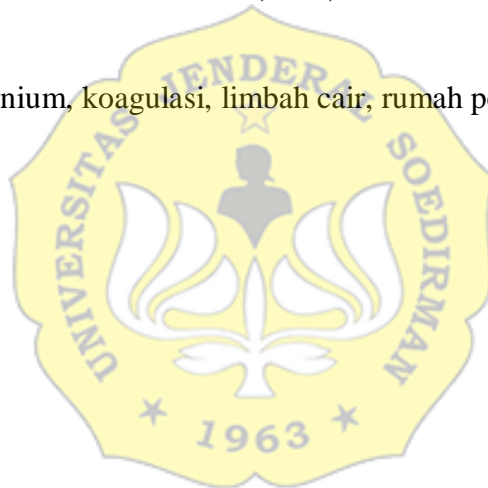 nium, koagulasi, limbah cair, rumah
UNIVERSITAS JENDERAL SOEDIRMAN
1963